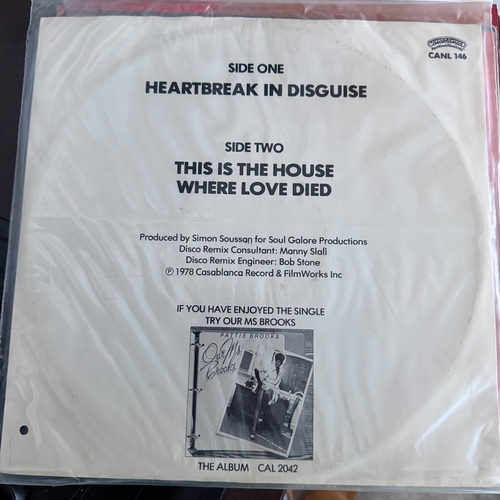 CANL 146
SIDE ONE
HEARTBREAK IN DISGUISE
SIDE TWO
THIS IS THE HOUSE
WHERE LOVE DIED
Produced by Simon Soussan for Soul Galore Productions
Disco Remix Consultant: Manny Slali
Disco Remix Engineer: Bob Stone
℗ 1978 Casablanca Record & FilmWorks Inc
IF YOU HAVE ENJOYED THE SINGLE
TRY OUR MS BROOKS
PATTIE BROOKS
Our Ms.
Brooks
THE ALBUM CAL 2042